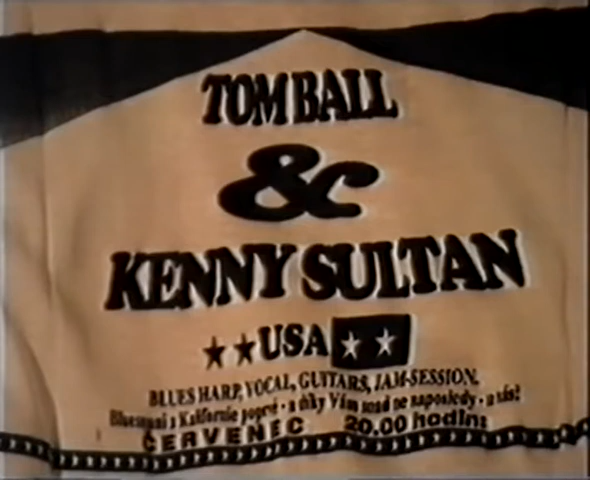 TOM BALL
&
KENNY SULTAN
★ ★ USA ★ ★
BLUES HARP, VOCAL, GUITARS, JAM-SESSION.
Bluesmani z Kalifornie poprvé - a díky Vám snad ne naposledy - u nás!
ČERVENEC 20.00 hodin